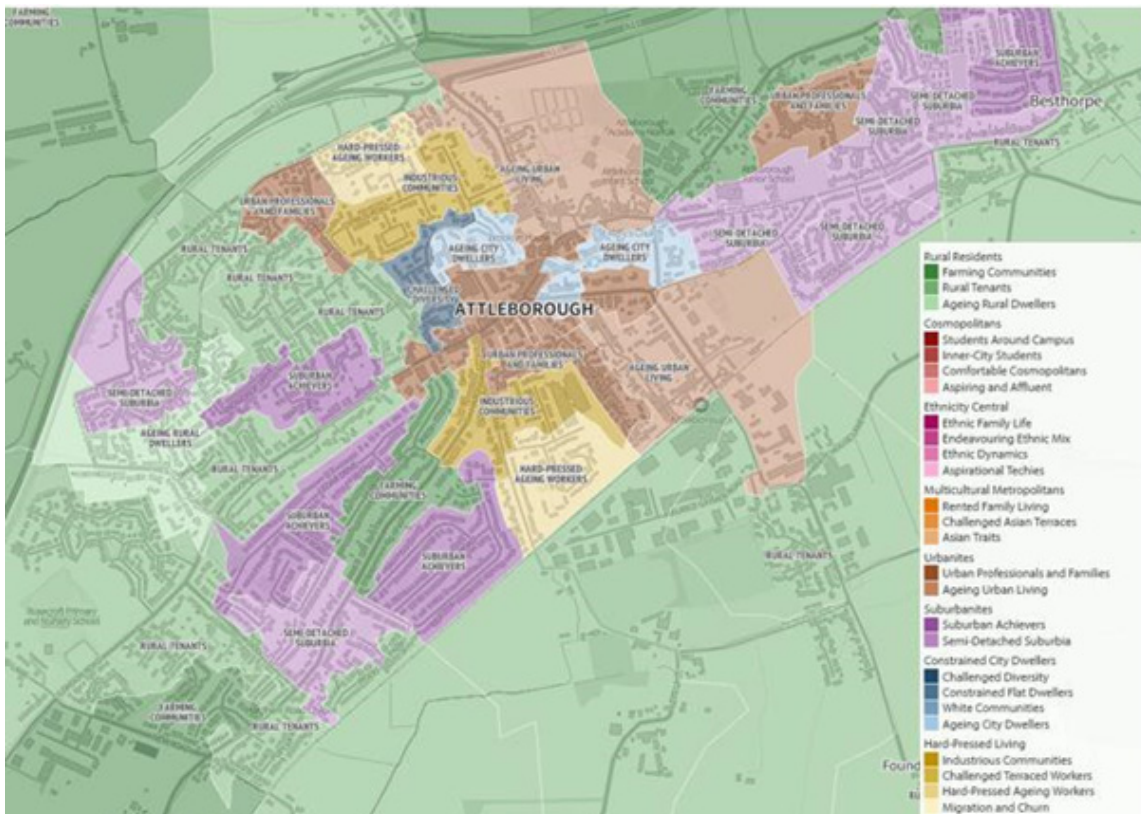 FARMING
COMMUNITIES
SUBURBAN
ACHIEVERS
FARMING
COMMUNITIES
URBAN PROFESSIONALS
AND FAMILIES
SEMI-DETACHED
SUBURBIA
Besthorpe
SEMI-DETACHED
SUBURBIA
RURAL TENANTS
HARD-PRESSED
AGEING WORKERS
INDUSTRIOUS
COMMUNITIES
AGEING URBAN
LIVING
URBAN PROFESSIONALS
AND FAMILIES
RURAL TENANTS
RURAL TENANTS
RURAL TENANTS
AGEING CITY
DWELLERS
AGEING CITY
DWELLERS
SEMI-DETACHED
SUBURBIA
SEMI-DETACHED
SUBURBIA
CHALLENGED
DIVERSITY
ATTLEBOROUGH
URBAN PROFESSIONALS
AND FAMILIES
AGEING URBAN
LIVING
SUBURBAN
ACHIEVERS
SEMI-DETACHED
SUBURBIA
INDUSTRIOUS
COMMUNITIES
AGEING RURAL
DWELLERS
RURAL TENANTS
FARMING
COMMUNITIES
HARD-PRESSED
AGEING WORKERS
SUBURBAN
ACHIEVERS
SUBURBAN
ACHIEVERS
RURAL TENANTS
SEMI-DETACHED
SUBURBIA
RURAL TENANTS
FARMING
COMMUNITIES
RURAL TENANTS
Found
RU
Rural Residents
Farming Communities
Rural Tenants
Ageing Rural Dwellers
Cosmopolitans
Students Around Campus
Inner-City Students
Comfortable Cosmopolitans
Aspiring and Affluent
Ethnicity Central
Ethnic Family Life
Endeavouring Ethnic Mix
Ethnic Dynamics
Aspirational Techies
Multicultural Metropolitans
Rented Family Living
Challenged Asian Terraces
Asian Traits
Urbanites
Urban Professionals and Families
Ageing Urban Living
Suburbanites
Suburban Achievers
Semi-Detached Suburbia
Constrained City Dwellers
Challenged Diversity
Constrained Flat Dwellers
White Communities
Ageing City Dwellers
Hard-Pressed Living
Industrious Communities
Challenged Terraced Workers
Hard-Pressed Ageing Workers
Migration and Churn